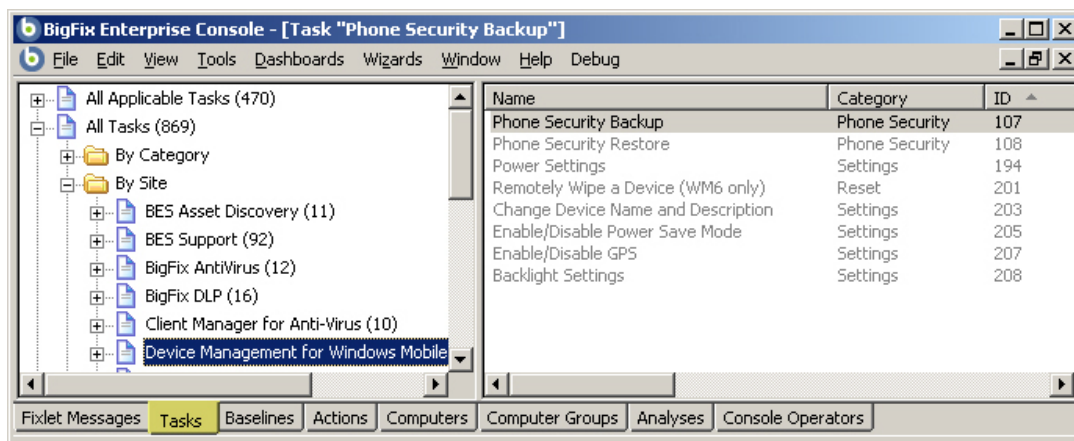 BigFix Enterprise Console - [Task "Phone Security Backup"]
File Edit View Tools Dashboards Wizards Window Help Debug
All Applicable Tasks (470)
All Tasks (869)
By Category
By Site
BES Asset Discovery (11)
BES Support (92)
BigFix AntiVirus (12)
BigFix DLP (16)
Client Manager for Anti-Virus (10)
Device Management for Windows Mobile
Name Category ID
Phone Security Backup Phone Security 107
Phone Security Restore Phone Security 108
Power Settings Settings 194
Remotely Wipe a Device (WM6 only) Reset 201
Change Device Name and Description Settings 203
Enable/Disable Power Save Mode Settings 205
Enable/Disable GPS Settings 207
Backlight Settings Settings 208
Fixlet Messages Tasks Baselines Actions Computers Computer Groups Analyses Console Operators